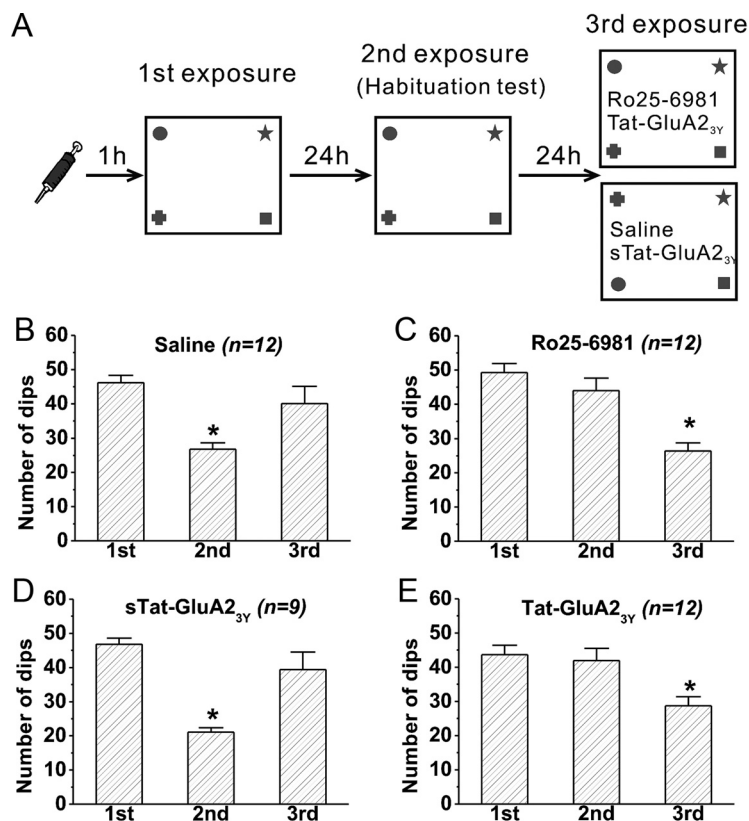 A
1st exposure
2nd exposure
(Habituation test)
3rd exposure
1h
24h
24h
Ro25-6981
Tat-GluA23Y
Saline
sTat-GluA23Y
B
Saline (n=12)
Number of dips
60
50
40
30
20
10
0
*
1st 2nd 3rd
C
Ro25-6981 (n=12)
Number of dips
60
50
40
30
20
10
0
*
1st 2nd 3rd
D
sTat-GluA23Y (n=9)
Number of dips
60
50
40
30
20
10
0
*
1st 2nd 3rd
E
Tat-GluA23Y (n=12)
Number of dips
60
50
40
30
20
10
0
*
1st 2nd 3rd